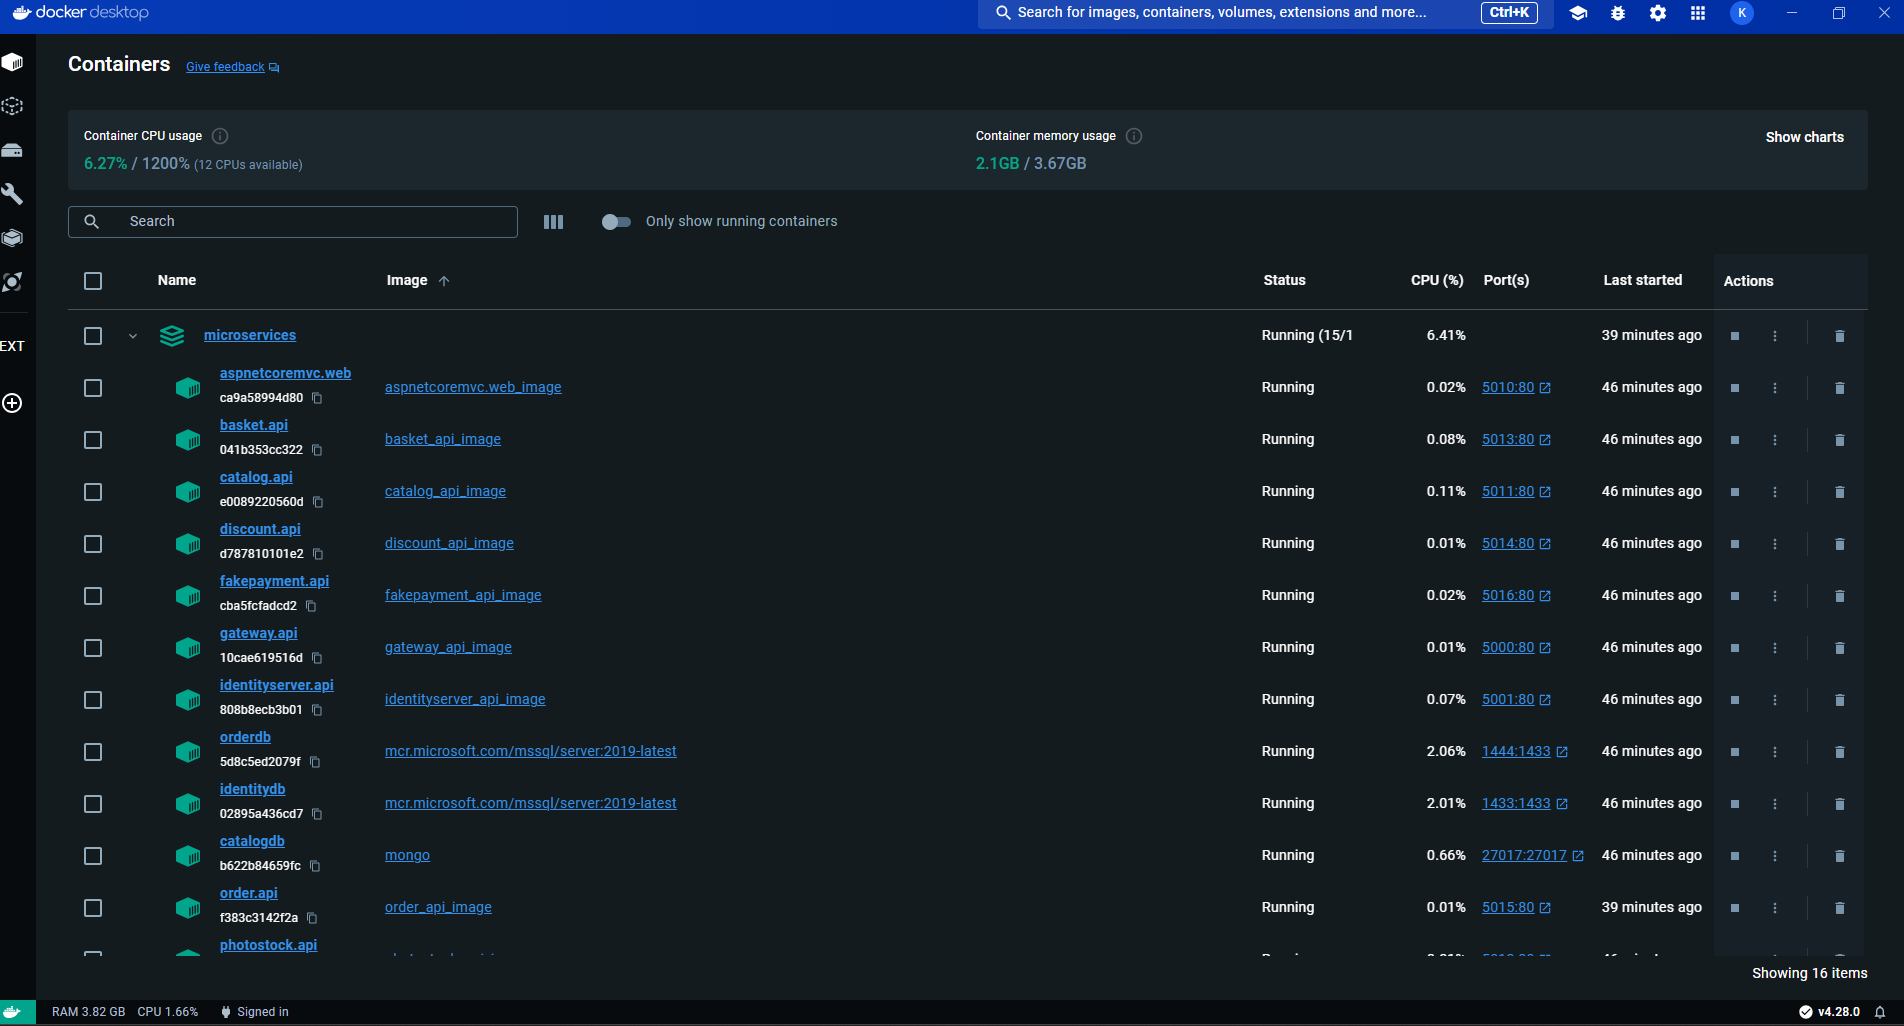 docker desktop
Search for images, containers, volumes, extensions and more... Ctrl+K K
Containers Give feedback
Container CPU usage
6.27% / 1200% (12 CPUs available)
Container memory usage
2.1GB / 3.67GB
Show charts
Search
Only show running containers
Name Image Status CPU (%) Port(s) Last started Actions
EXT
microservices Running (15/1 6.41% 39 minutes ago
aspnetcoremvc.web
ca9a58994d80
aspnetcoremvc.web_image Running 0.02% 5010:80 46 minutes ago
basket.api
041b353cc322
basket_api_image Running 0.08% 5013:80 46 minutes ago
catalog.api
e0089220560d
catalog_api_image Running 0.11% 5011:80 46 minutes ago
discount.api
d787810101e2
discount_api_image Running 0.01% 5014:80 46 minutes ago
fakepayment.api
cba5fcfadcd2
fakepayment_api_image Running 0.02% 5016:80 46 minutes ago
gateway.api
10cae619516d
gateway_api_image Running 0.01% 5000:80 46 minutes ago
identityserver.api
808b8ecb3b01
identityserver_api_image Running 0.07% 5001:80 46 minutes ago
orderdb
5d8c5ed2079f
mcr.microsoft.com/mssql/server:2019-latest Running 2.06% 1444:1433 46 minutes ago
identitydb
02895a436cd7
mcr.microsoft.com/mssql/server:2019-latest Running 2.01% 1433:1433 46 minutes ago
catalogdb
b622b84659fc
mongo Running 0.66% 27017:27017 46 minutes ago
order.api
f383c3142f2a
order_api_image Running 0.01% 5015:80 39 minutes ago
photostock.api
Showing 16 items
RAM 3.82 GB CPU 1.66% Signed in
v4.28.0